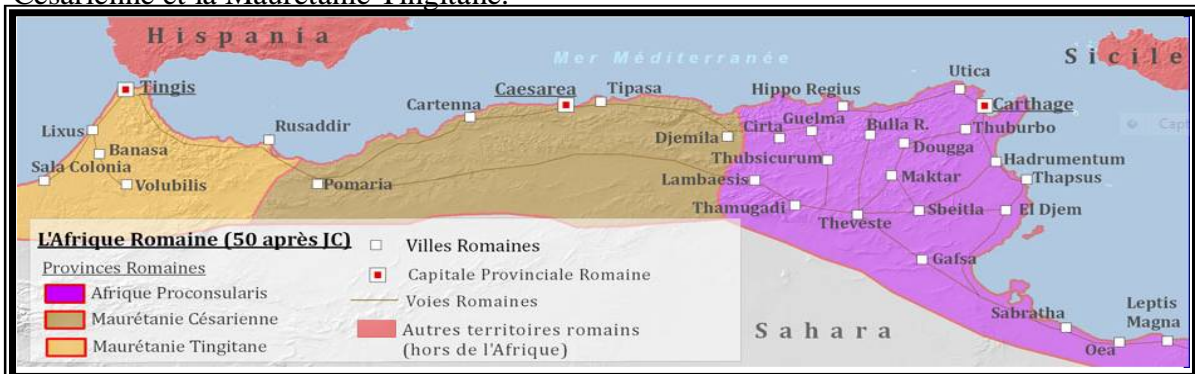 Césarienne et la Maurétanie Tingitane.
Hispania
Mer Méditerranée
Sicile
Tingis
Utica
Caesarea
Tipasa
Hippo Regius
Carthage
Cartenna
Guelma
Lixus
Rusaddir
Djemila
Cirta
Bulla R.
Thuburbo
Banasa
Dougga
Sala Colonia
Thubsicurum
Hadrumentum
Volubilis
Pomaria
Lambaesis
Maktar
Thapsus
Thamugadi
Theveste
Sbeitla
El Djem
Gafsa
Sabratha
Leptis
Magna
Oea
Sahara
L'Afrique Romaine (50 après JC)
Provinces Romaines
Afrique Proconsularis
Maurétanie Césarienne
Maurétanie Tingitane
Villes Romaines
Capitale Provinciale Romaine
Voies Romaines
Autres territoires romains
(hors de l'Afrique)